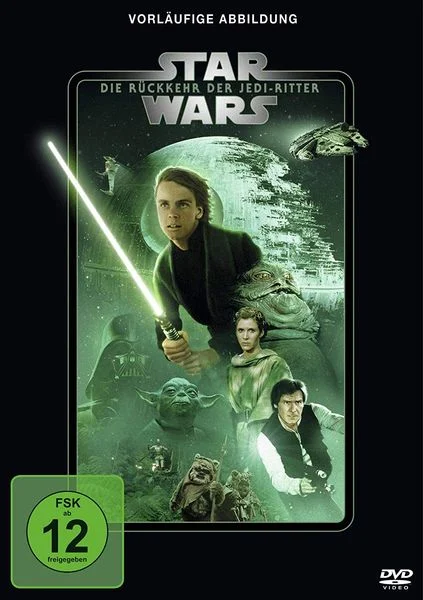 VORLÄUFIGE ABBILDUNG
STAR
DIE RÜCKKEHR DER JEDI-RITTER
WARS
FSK
ab
12
freigegeben
DVD
VIDEO